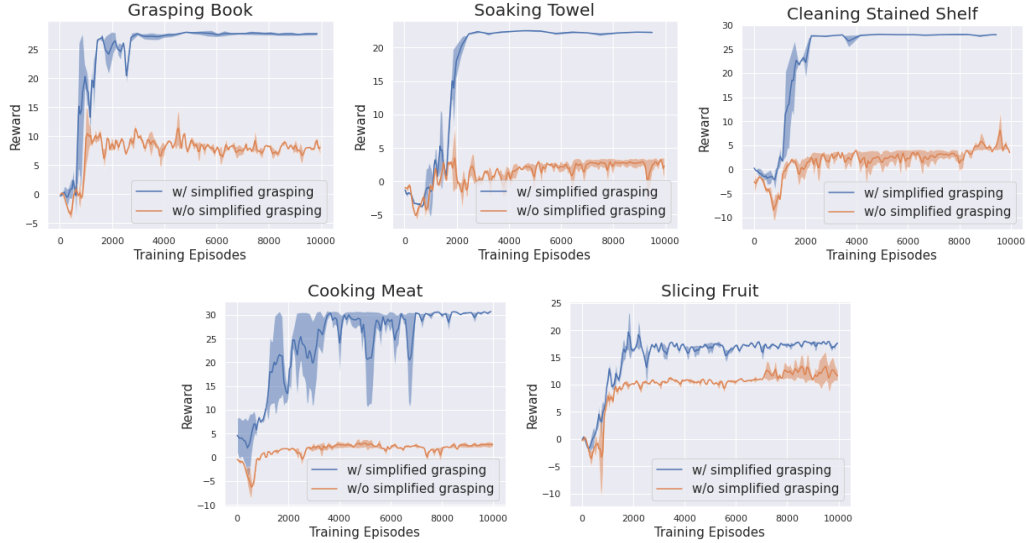 Grasping Book
25
20
15
10
5
0
−5
Reward
0
2000
4000
6000
8000
10000
Training Episodes
w/ simplified grasping
w/o simplified grasping
Soaking Towel
20
15
10
5
0
−5
Reward
0
2000
4000
6000
8000
10000
Training Episodes
w/ simplified grasping
w/o simplified grasping
Cleaning Stained Shelf
30
25
20
15
10
5
0
−5
−10
Reward
0
2000
4000
6000
8000
10000
Training Episodes
w/ simplified grasping
w/o simplified grasping
Cooking Meat
30
25
20
15
10
5
0
−5
−10
Reward
0
2000
4000
6000
8000
10000
Training Episodes
w/ simplified grasping
w/o simplified grasping
Slicing Fruit
25
20
15
10
5
0
−5
−10
Reward
0
2000
4000
6000
8000
10000
Training Episodes
w/ simplified grasping
w/o simplified grasping